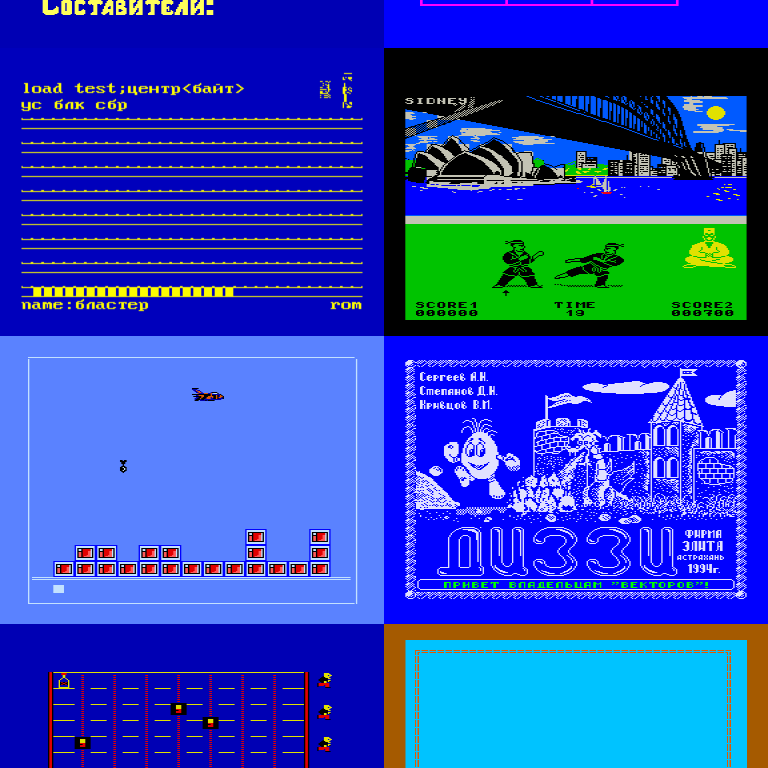 Составители:
load test;центр<байт>
ус блк сбр
name:бластер rom
SIDNEY
SCORE1 TIME SCORE2
000000 19 000700
Сергеев А.Н.
Степанов Д.Н.
Кривцов В.М.
ДИЗЗИ
ФИРМА
ЭЛИТА
АСТРАХАНЬ
1994г.
ПРИВЕТ ВЛАДЕЛЬЦАМ "ВЕКТОРОВ"!